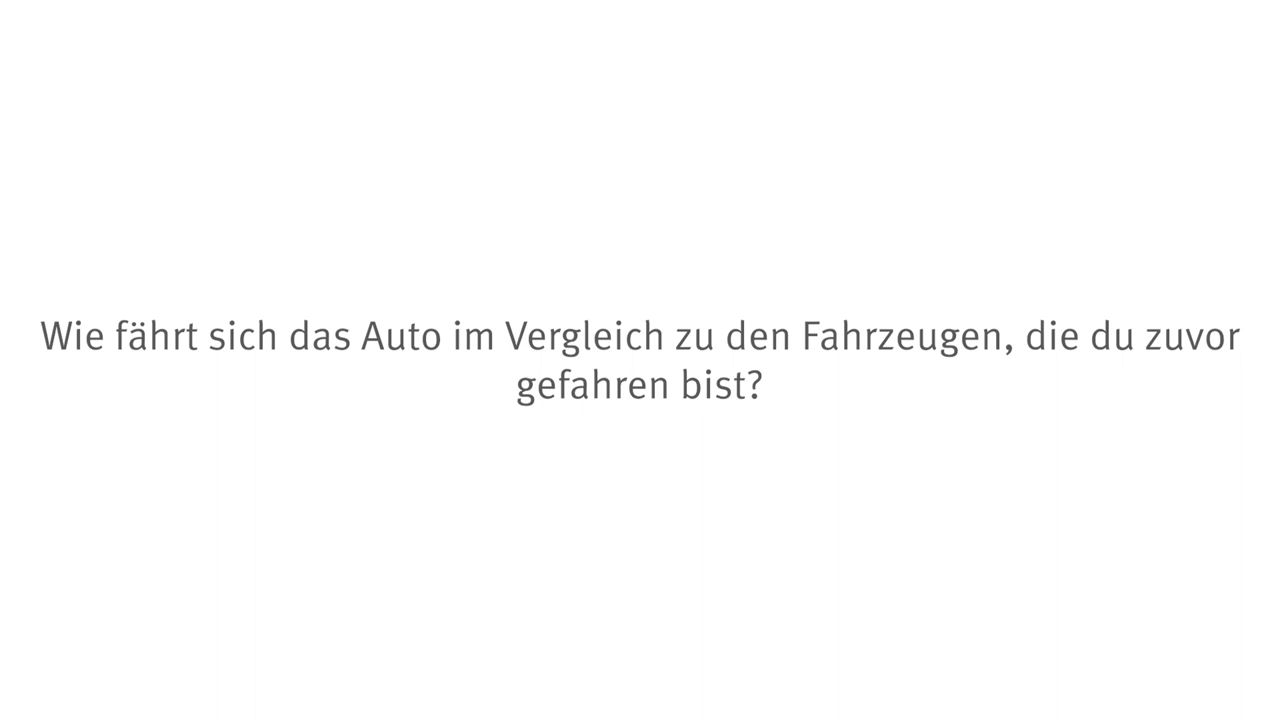 Wie fährt sich das Auto im Vergleich zu den Fahrzeugen, die du zuvor
gefahren bist?